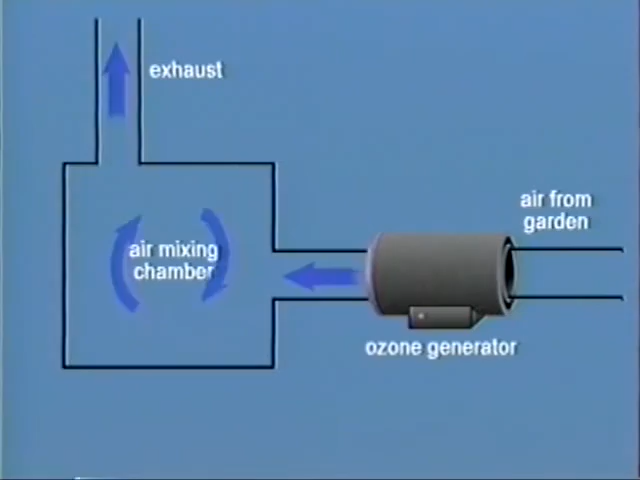 exhaust
air from
garden
air mixing
chamber
ozone generator